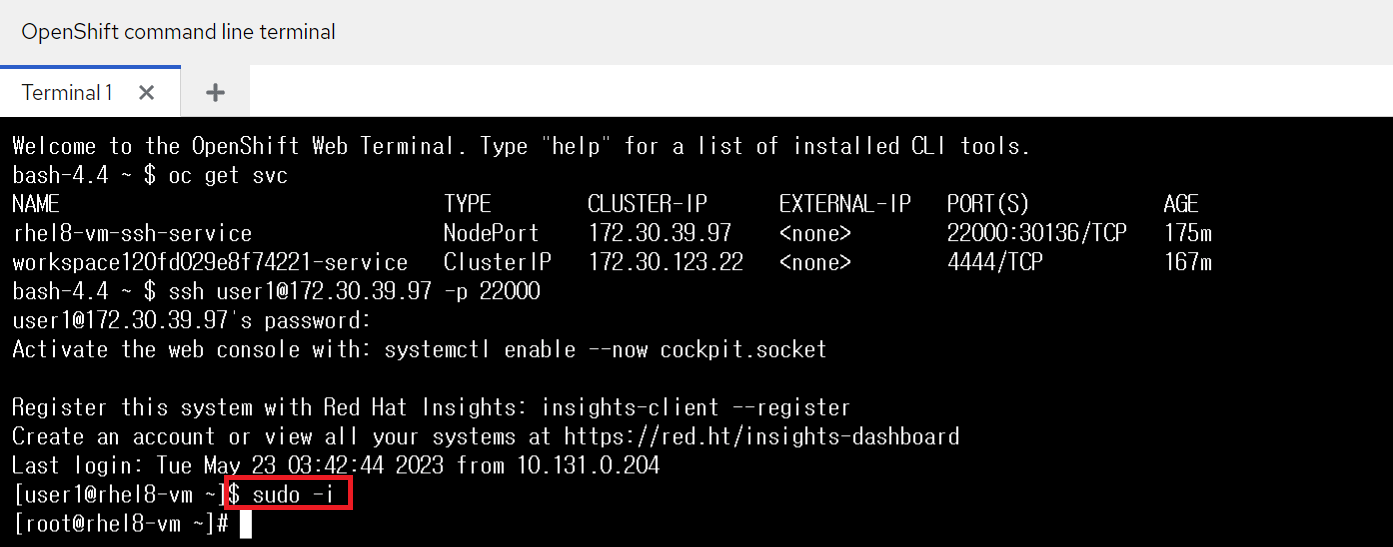 OpenShift command line terminal
Terminal 1
Welcome to the OpenShift Web Terminal. Type "help" for a list of installed CLI tools.
bash-4.4 ~ $ oc get svc
NAME TYPE CLUSTER-IP EXTERNAL-IP PORT(S) AGE
rhel8-vm-ssh-service NodePort 172.30.39.97 <none> 22000:30136/TCP 175m
workspace120fd029e8f74221-service ClusterIP 172.30.123.22 <none> 4444/TCP 167m
bash-4.4 ~ $ ssh user1@172.30.39.97 -p 22000
user1@172.30.39.97's password:
Activate the web console with: systemctl enable --now cockpit.socket
Register this system with Red Hat Insights: insights-client --register
Create an account or view all your systems at https://red.ht/insights-dashboard
Last login: Tue May 23 03:42:44 2023 from 10.131.0.204
[user1@rhel8-vm ~]$ sudo -i
[root@rhel8-vm ~]#